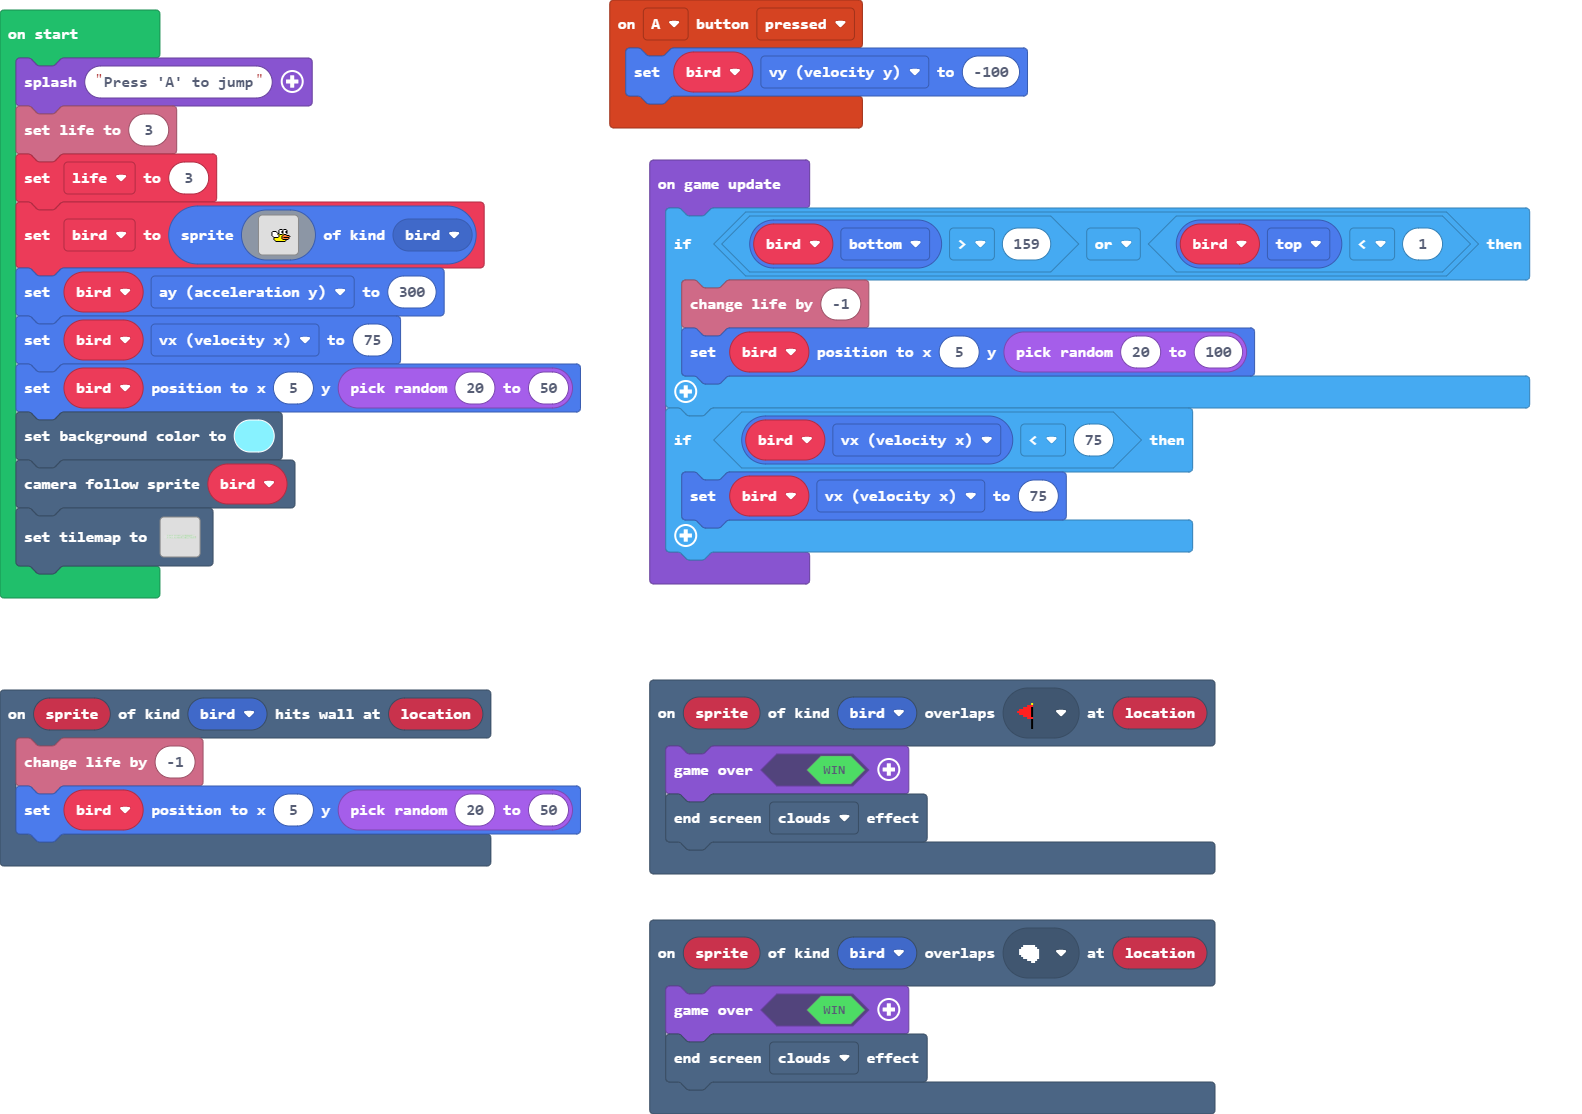 on start
splash "Press 'A' to jump"
set life to 3
set life to 3
set bird to sprite of kind bird
set bird ay (acceleration y) to 300
set bird vx (velocity x) to 75
set bird position to x 5 y pick random 20 to 50
set background color to
camera follow sprite bird
set tilemap to
on A button pressed
set bird vy (velocity y) to -100
on game update
if bird bottom > 159 or bird top < 1 then
change life by -1
set bird position to x 5 y pick random 20 to 100
if bird vx (velocity x) < 75 then
set bird vx (velocity x) to 75
on sprite of kind bird hits wall at location
change life by -1
set bird position to x 5 y pick random 20 to 50
on sprite of kind bird overlaps at location
game over WIN
end screen clouds effect
on sprite of kind bird overlaps at location
game over WIN
end screen clouds effect